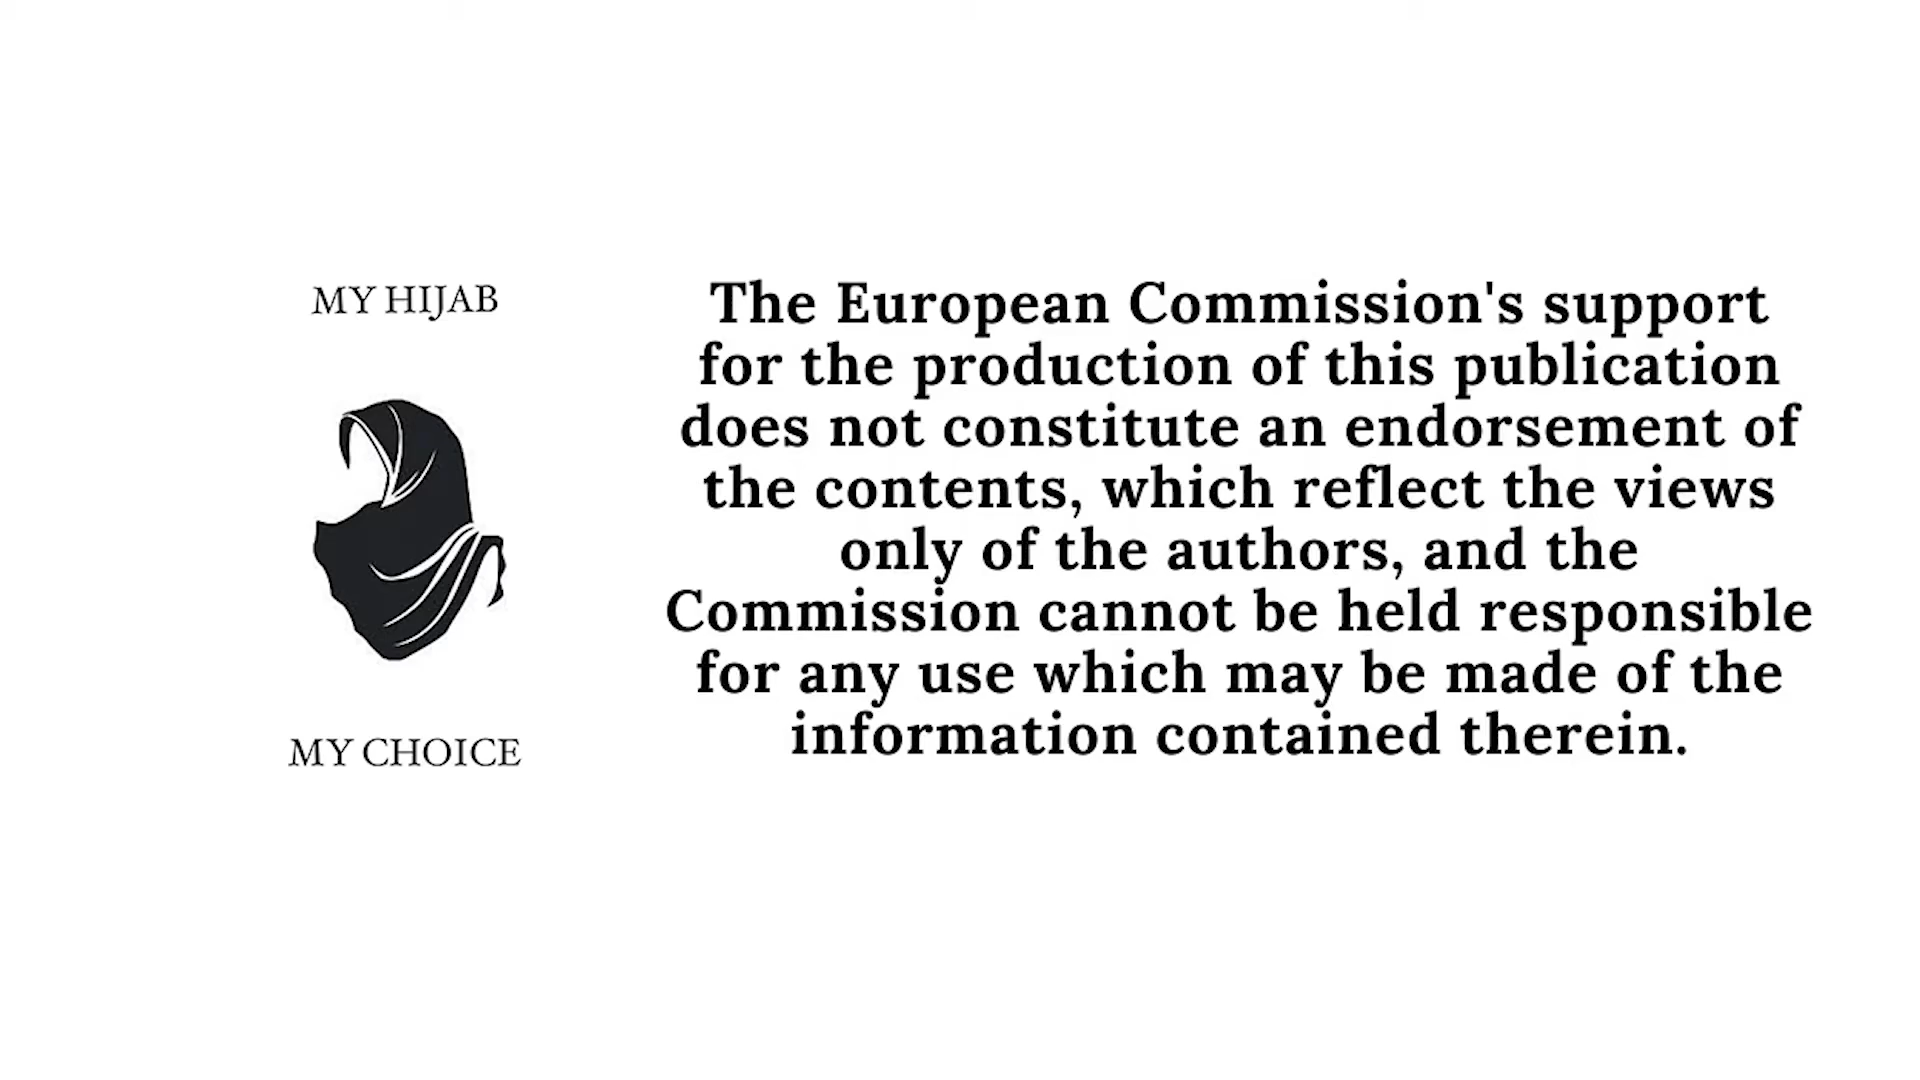 MY HIJAB
MY CHOICE
The European Commission's support
for the production of this publication
does not constitute an endorsement of
the contents, which reflect the views
only of the authors, and the
Commission cannot be held responsible
for any use which may be made of the
information contained therein.